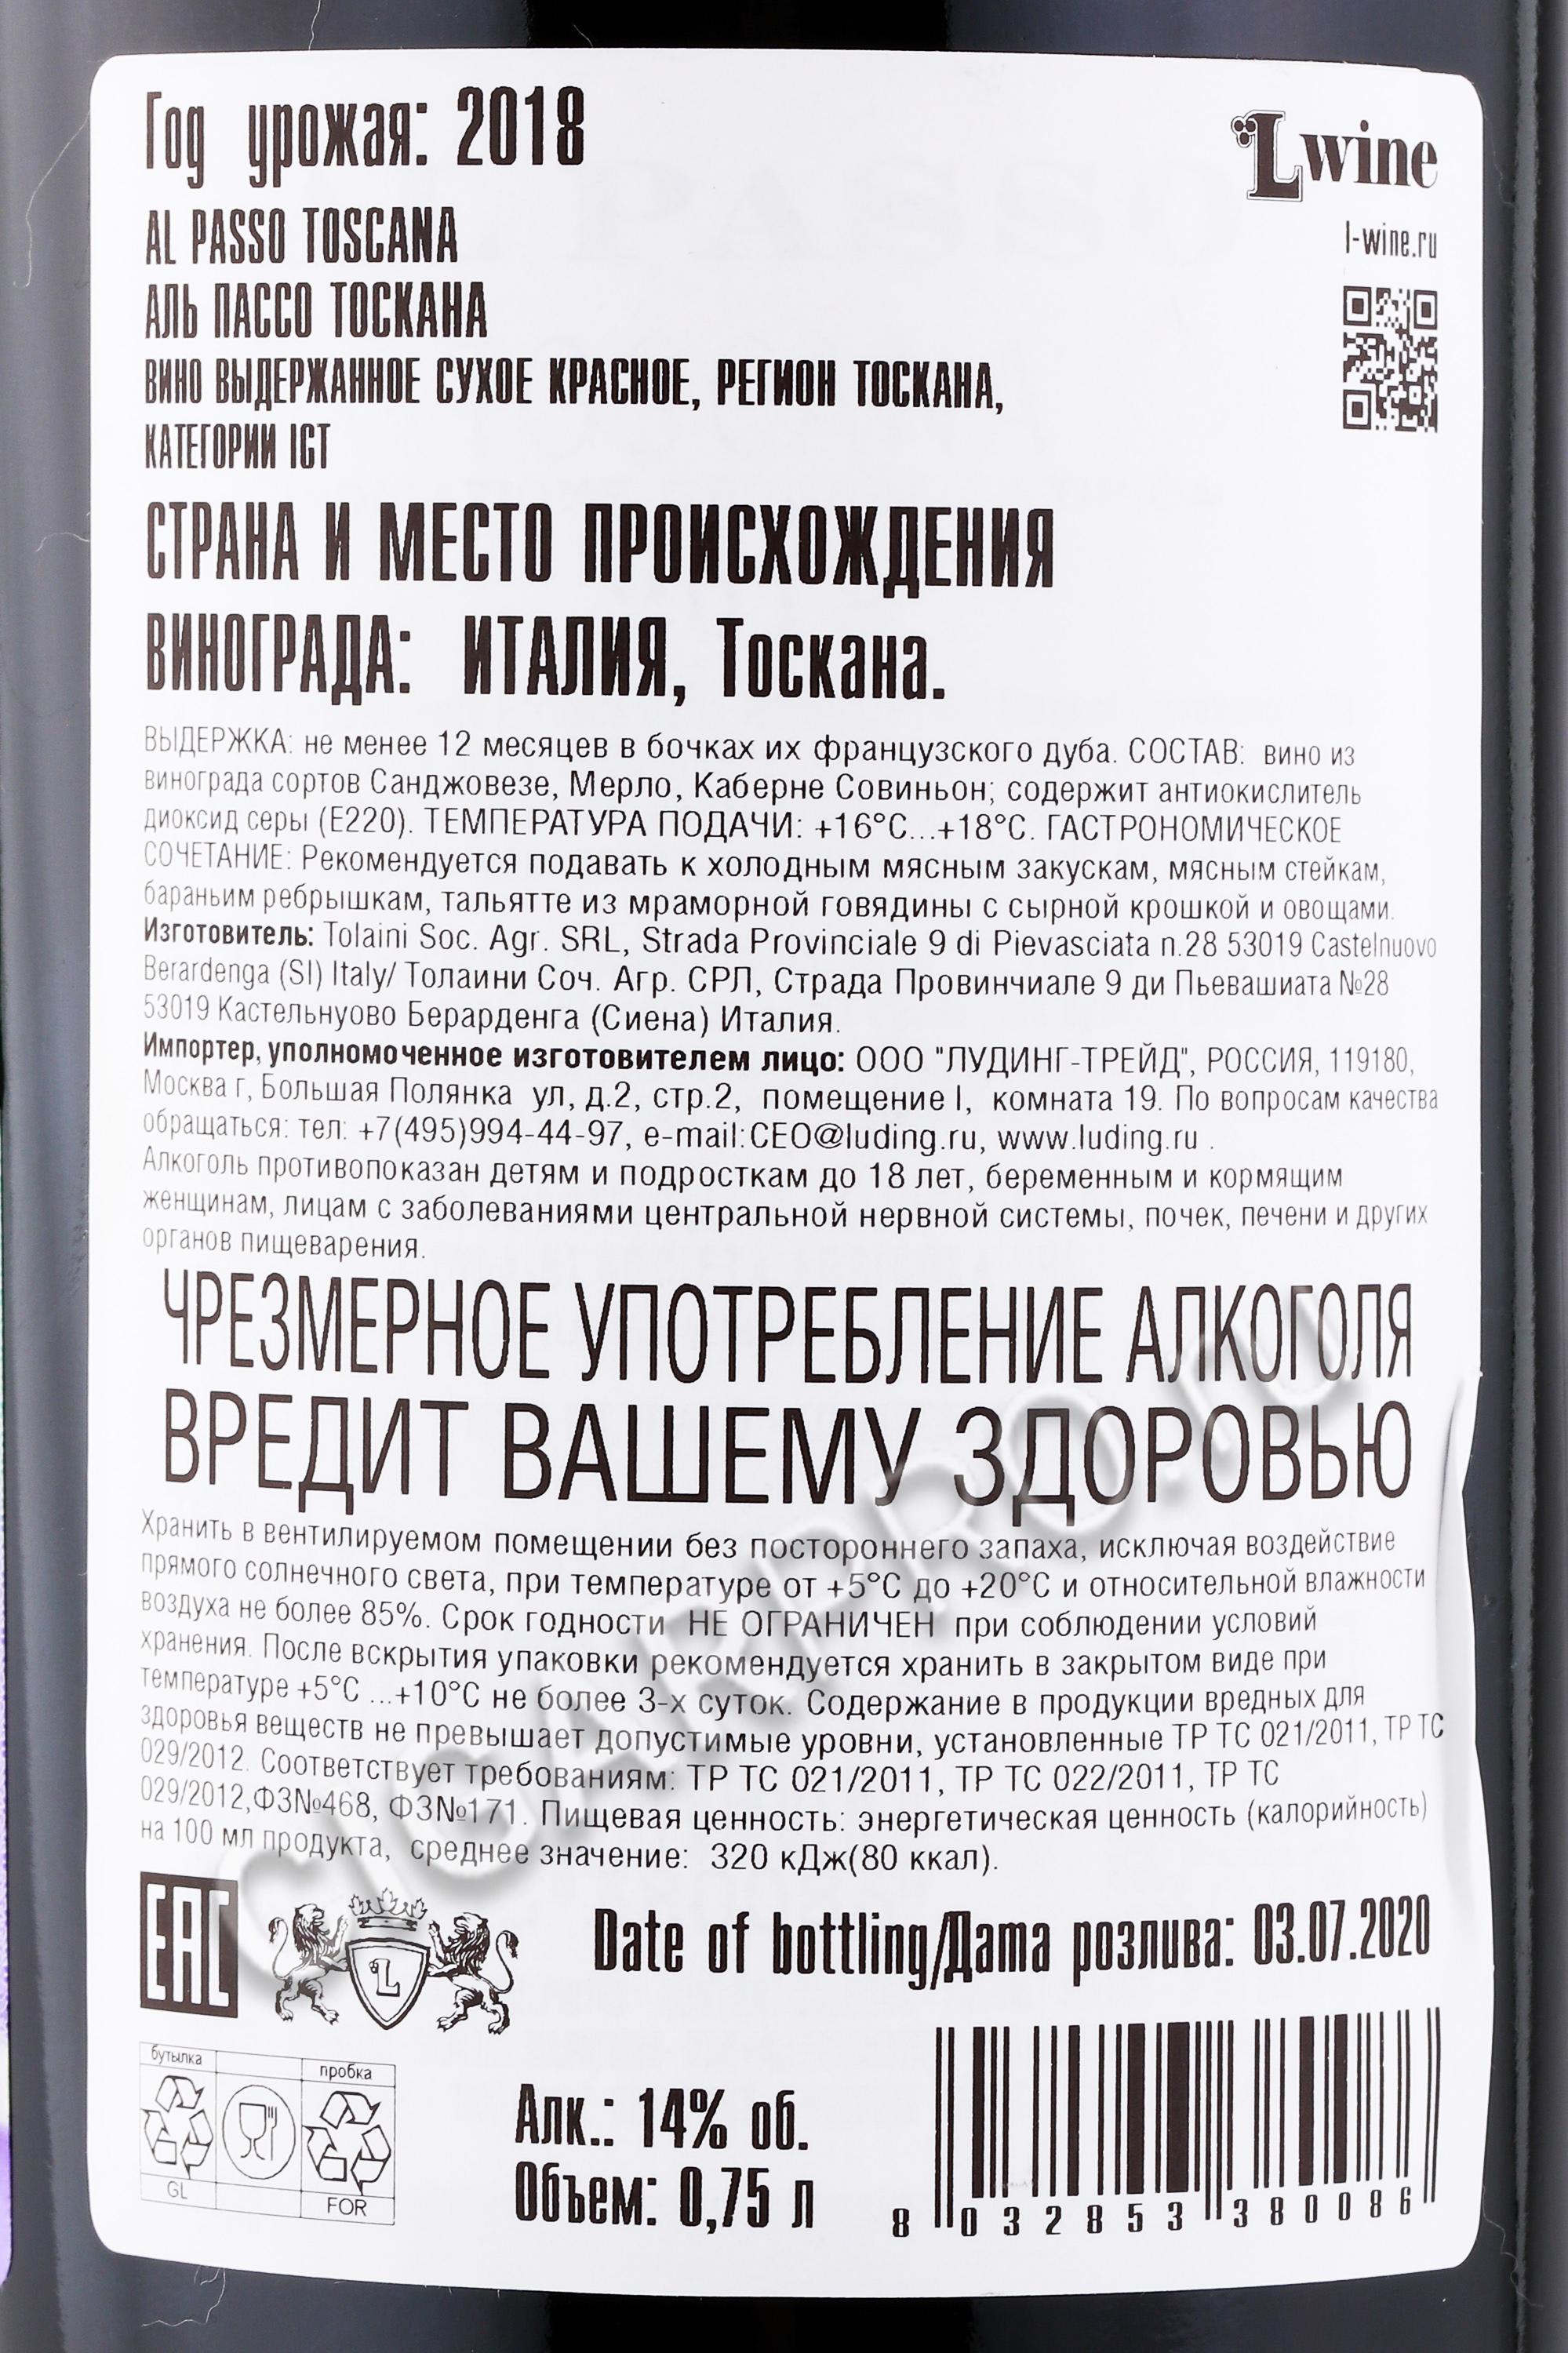 Год урожая: 2018
L wine
l-wine.ru
AL PASSO TOSCANA
АЛЬ ПАССО ТОСКАНА
ВИНО ВЫДЕРЖАННОЕ СУХОЕ КРАСНОЕ, РЕГИОН ТОСКАНА,
КАТЕГОРИИ IGT
СТРАНА И МЕСТО ПРОИСХОЖДЕНИЯ
ВИНОГРАДА: ИТАЛИЯ, Тоскана.
ВЫДЕРЖКА: не менее 12 месяцев в бочках их французского дуба. СОСТАВ: вино из
винограда сортов Санджовезе, Мерло, Каберне Совиньон; содержит антиокислитель
диоксид серы (Е220). ТЕМПЕРАТУРА ПОДАЧИ: +16°С...+18°С. ГАСТРОНОМИЧЕСКОЕ
СОЧЕТАНИЕ: Рекомендуется подавать к холодным мясным закускам, мясным стейкам,
бараньим ребрышкам, тальятте из мраморной говядины с сырной крошкой и овощами.
Изготовитель: Tolaini Soc. Agr. SRL, Strada Provinciale 9 di Pievasciata n.28 53019 Castelnuovo
Berardenga (SI) Italy/ Толаини Соч. Агр. СРЛ, Страда Провинчиале 9 ди Пьевашиата №28
53019 Кастельнуово Берарденга (Сиена) Италия.
Импортер, уполномоченное изготовителем лицо: ООО "ЛУДИНГ-ТРЕЙД", РОССИЯ, 119180,
Москва г, Большая Полянка ул, д.2, стр.2, помещение I, комната 19. По вопросам качества
обращаться: тел: +7(495)994-44-97, e-mail:CEO@luding.ru, www.luding.ru .
Алкоголь противопоказан детям и подросткам до 18 лет, беременным и кормящим
женщинам, лицам с заболеваниями центральной нервной системы, почек, печени и других
органов пищеварения.
ЧРЕЗМЕРНОЕ УПОТРЕБЛЕНИЕ АЛКОГОЛЯ
ВРЕДИТ ВАШЕМУ ЗДОРОВЬЮ
Хранить в вентилируемом помещении без постороннего запаха, исключая воздействие
прямого солнечного света, при температуре от +5°С до +20°С и относительной влажности
воздуха не более 85%. Срок годности НЕ ОГРАНИЧЕН при соблюдении условий
хранения. После вскрытия упаковки рекомендуется хранить в закрытом виде при
температуре +5°С ...+10°С не более 3-х суток. Содержание в продукции вредных для
здоровья веществ не превышает допустимые уровни, установленные ТР ТС 021/2011, ТР ТС
029/2012. Соответствует требованиям: ТР ТС 021/2011, ТР ТС 022/2011, ТР ТС
029/2012,ФЗ№468, ФЗ№171. Пищевая ценность: энергетическая ценность (калорийность)
на 100 мл продукта, среднее значение: 320 кДж(80 ккал).
CIGARPRO.ru
EAC
L
Date of bottling/Дата розлива: 03.07.2020
бутылка
пробка
GL
FOR
Алк.: 14% об.
Объем: 0,75 л
8 032853 380086